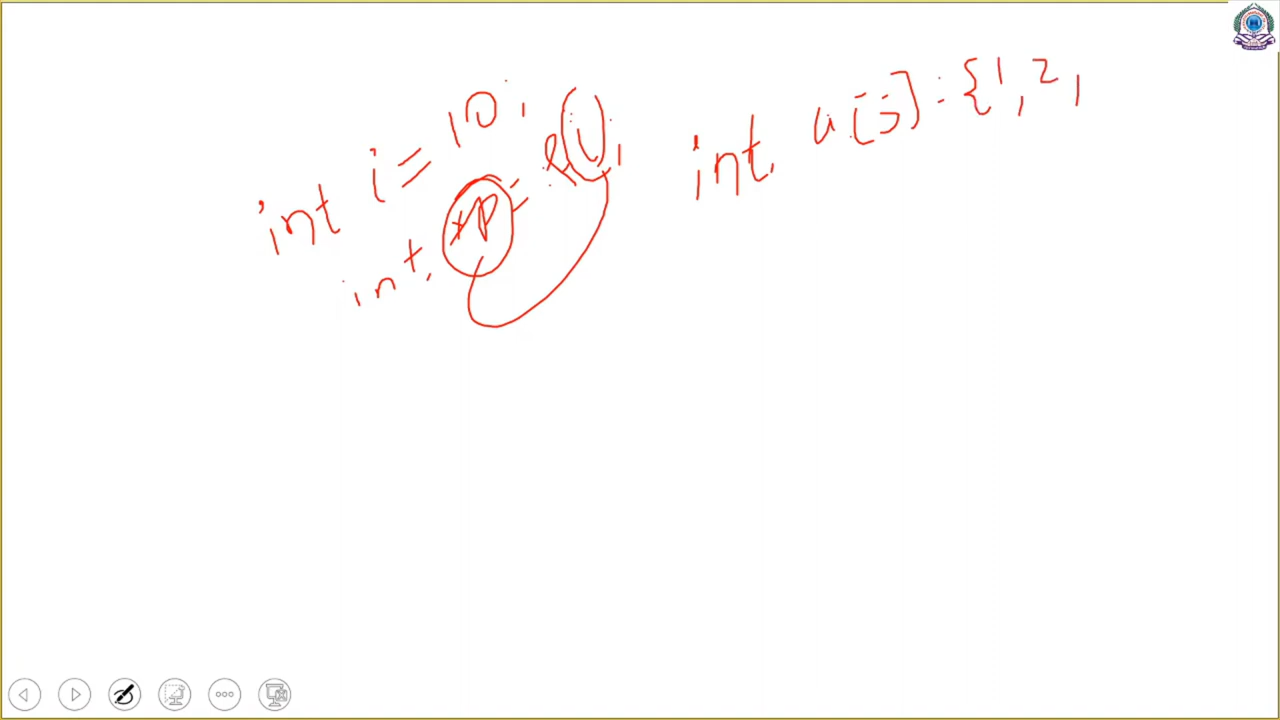 int i = 10;
int *p = &i;
int a[5] = {1, 2,